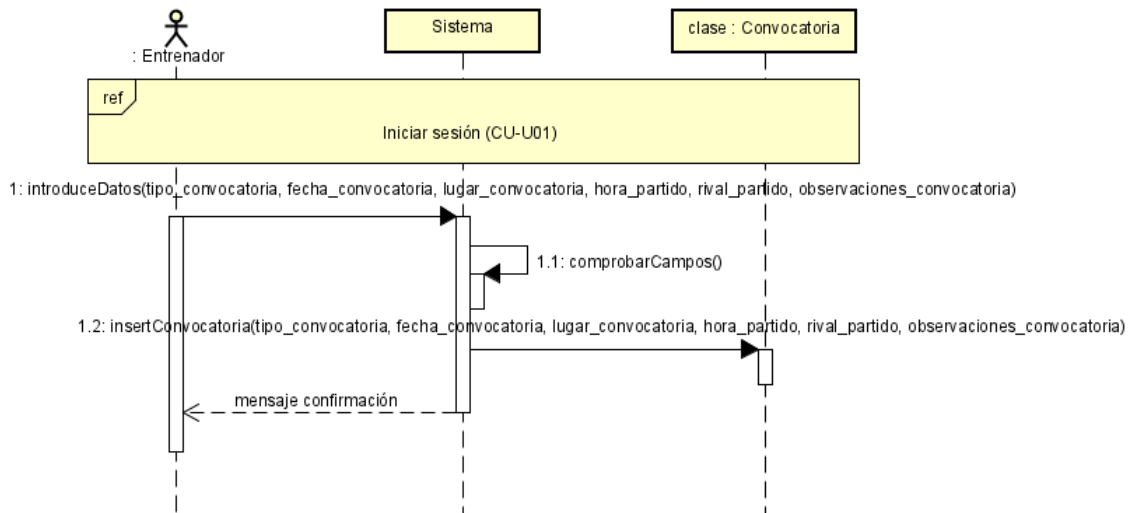 : Entrenador
Sistema
clase : Convocatoria
ref
Iniciar sesión (CU-U01)
1: introduceDatos(tipo_convocatoria, fecha_convocatoria, lugar_convocatoria, hora_partido, rival_partido, observaciones_convocatoria)
1.1: comprobarCampos()
1.2: insertConvocatoria(tipo_convocatoria, fecha_convocatoria, lugar_convocatoria, hora_partido, rival_partido, observaciones_convocatoria)
mensaje confirmación